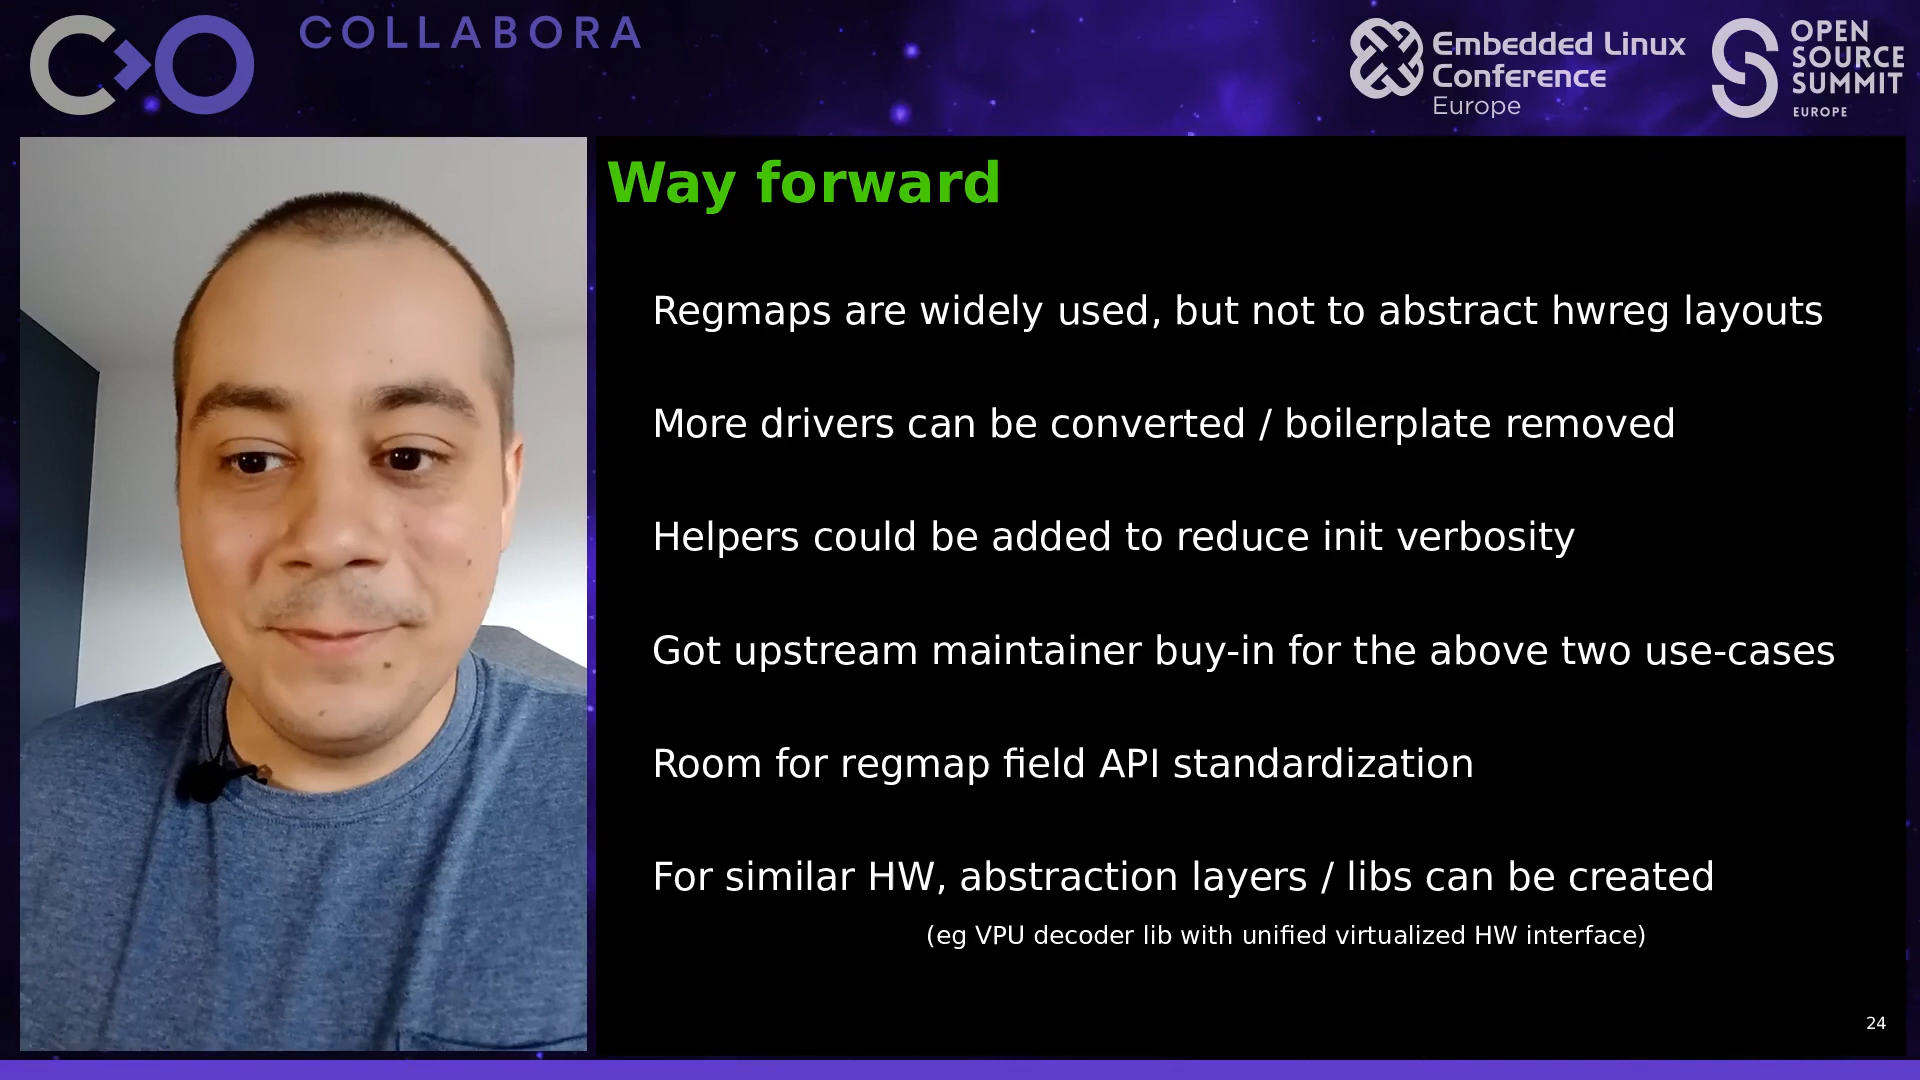 COLLABORA
Embedded Linux
Conference
Europe
OPEN
SOURCE
SUMMIT
EUROPE
Way forward
Regmaps are widely used, but not to abstract hwreg layouts
More drivers can be converted / boilerplate removed
Helpers could be added to reduce init verbosity
Got upstream maintainer buy-in for the above two use-cases
Room for regmap field API standardization
For similar HW, abstraction layers / libs can be created
(eg VPU decoder lib with unified virtualized HW interface)
24